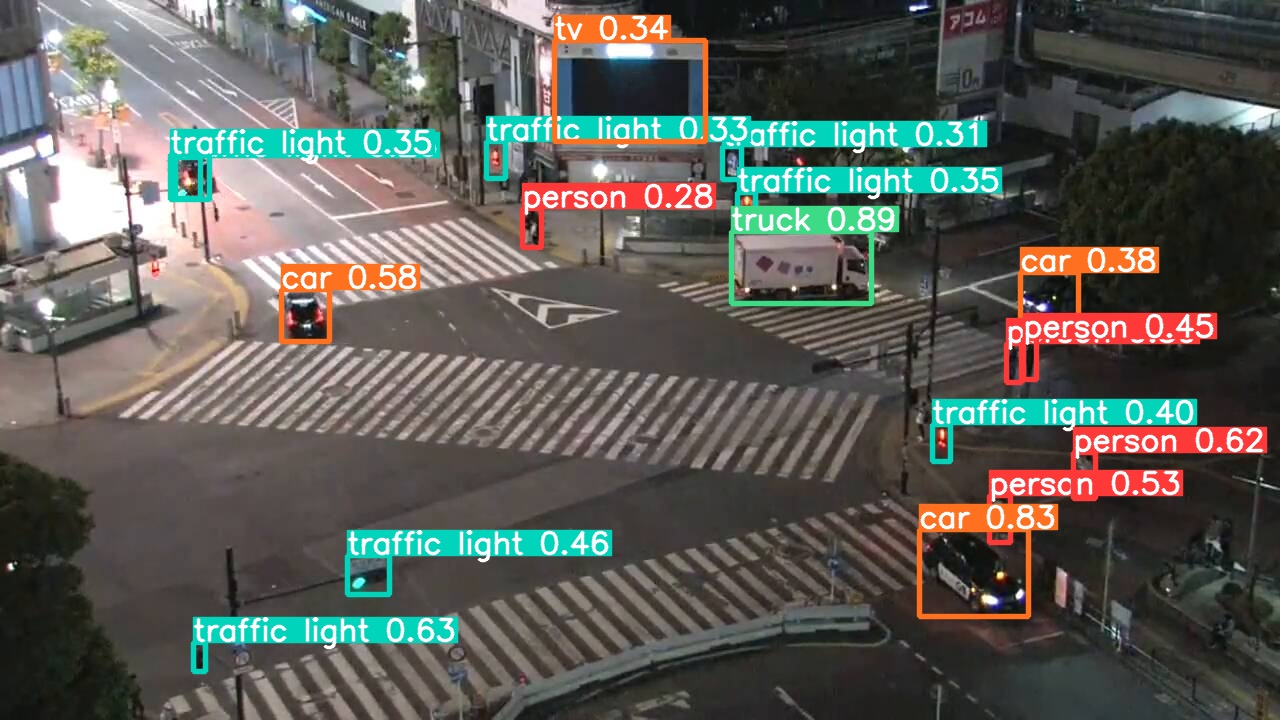 AMERICAN EAGLE
tv 0.34
アコム
traffic light 0.35
traffic light 0.33
affic light 0.31
traffic light 0.35
person 0.28
truck 0.89
car 0.58
car 0.38
person 0.45
traffic light 0.40
person 0.62
person 0.53
car 0.83
traffic light 0.46
traffic light 0.63